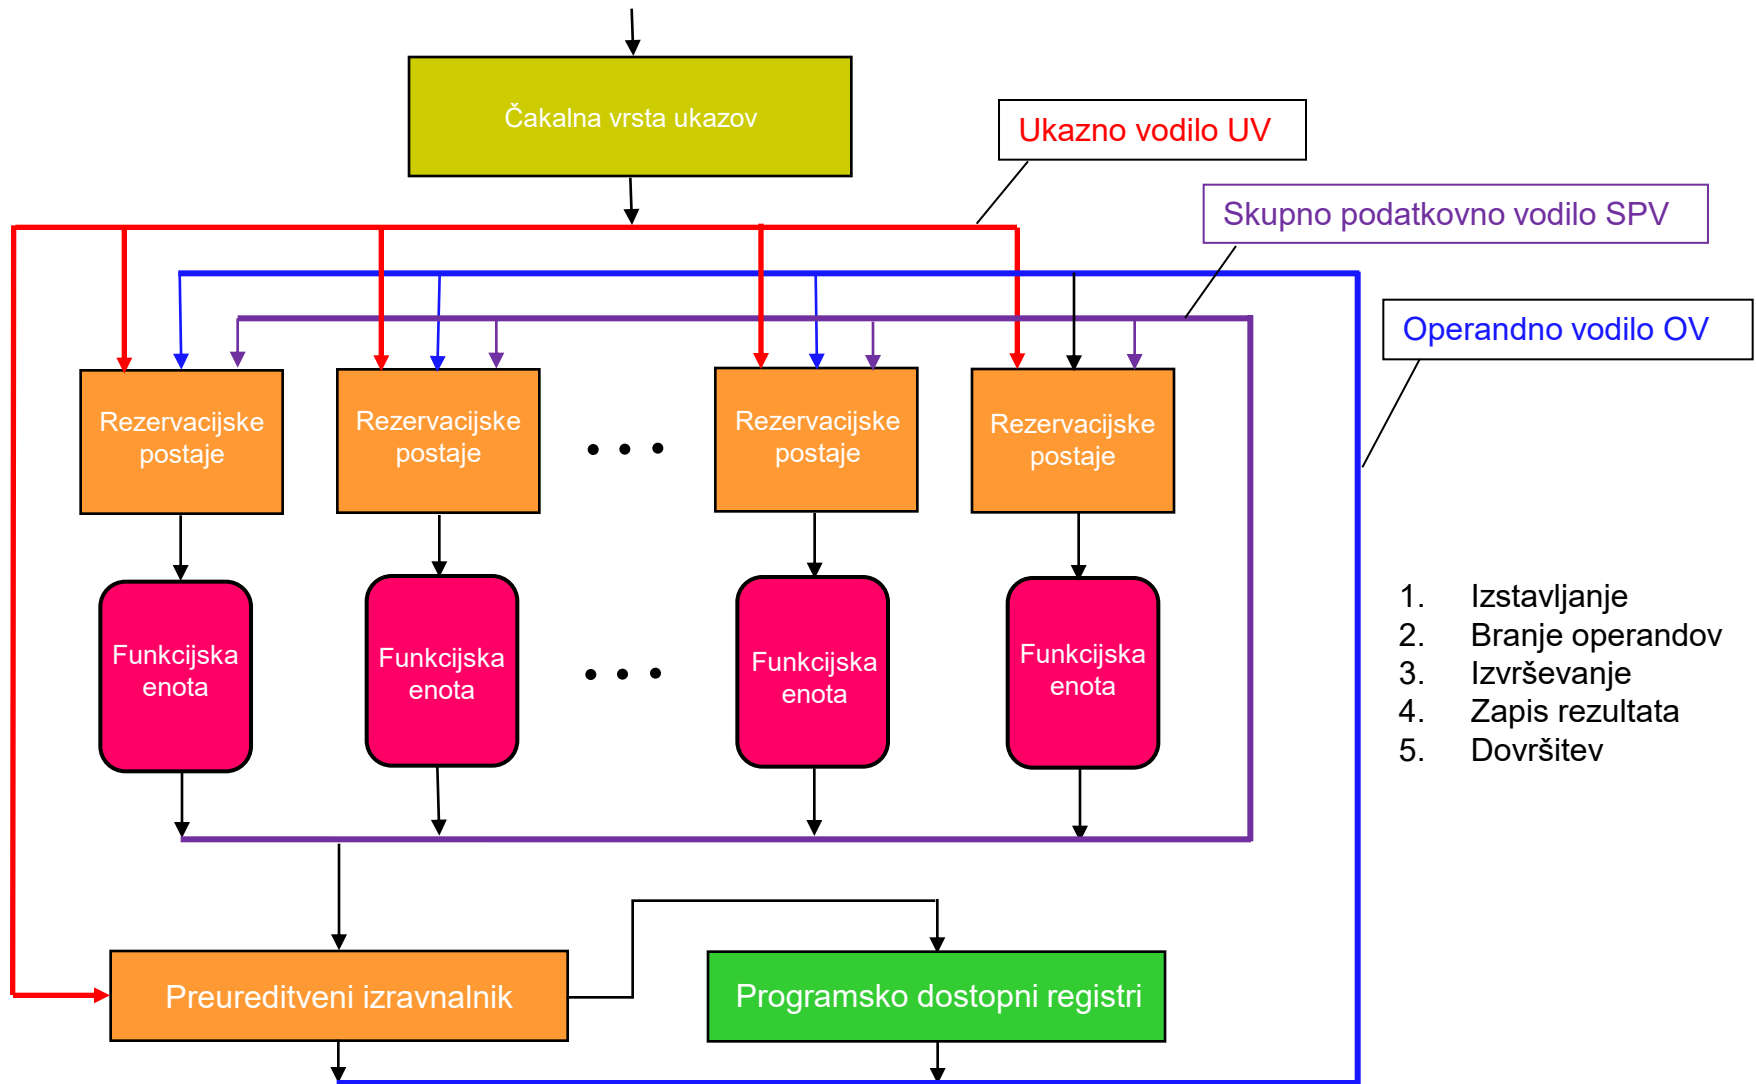 Čakalna vrsta ukazov
Ukazno vodilo UV
Skupno podatkovno vodilo SPV
Operandno vodilo OV
Rezervacijske
postaje
Rezervacijske
postaje
Rezervacijske
postaje
Rezervacijske
postaje
Funkcijska
enota
Funkcijska
enota
Funkcijska
enota
Funkcijska
enota
1. Izstavljanje
2. Branje operandov
3. Izvrševanje
4. Zapis rezultata
5. Dovršitev
Preureditveni izravnalnik
Programsko dostopni registri